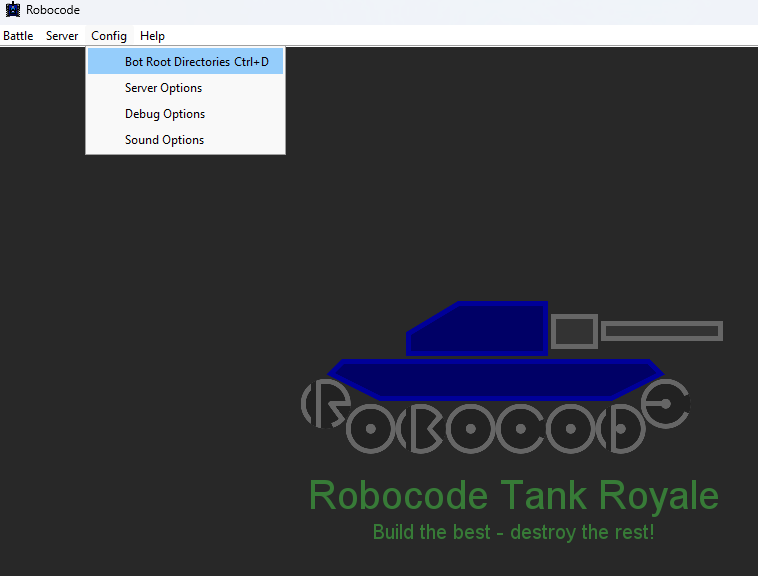 Robocode
Battle Server Config Help
Bot Root Directories Ctrl+D
Server Options
Debug Options
Sound Options
ROBOCODE
Robocode Tank Royale
Build the best - destroy the rest!